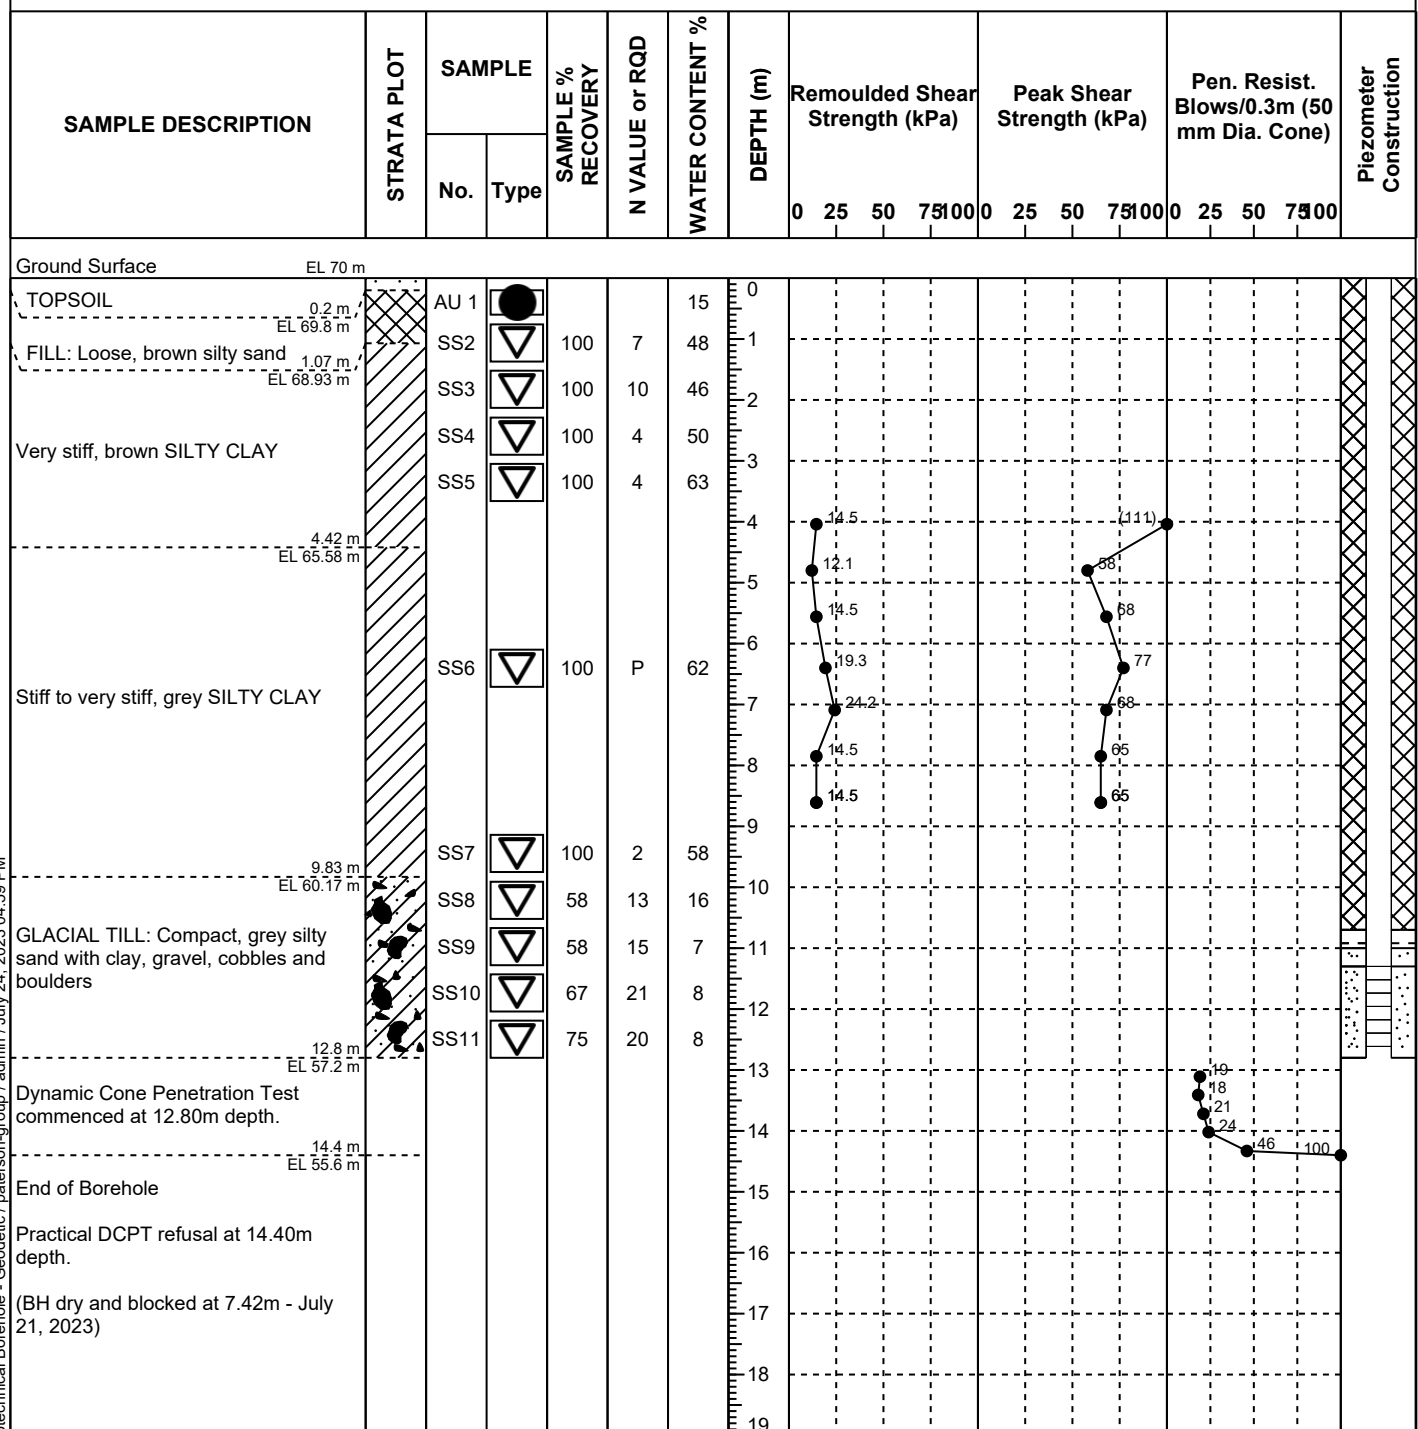 SAMPLE DESCRIPTION
STRATA PLOT
SAMPLE
No.
Type
SAMPLE %
RECOVERY
N VALUE or RQD
WATER CONTENT %
DEPTH (m)
Remoulded Shear
Strength (kPa)
0 25 50 75 100
Peak Shear
Strength (kPa)
0 25 50 75 100
Pen. Resist.
Blows/0.3m (50
mm Dia. Cone)
0 25 50 75 100
Piezometer
Construction
Ground Surface EL 70 m
TOPSOIL
0.2 m
EL 69.8 m
FILL: Loose, brown silty sand
1.07 m
EL 68.93 m
Very stiff, brown SILTY CLAY
4.42 m
EL 65.58 m
Stiff to very stiff, grey SILTY CLAY
9.83 m
EL 60.17 m
GLACIAL TILL: Compact, grey silty
sand with clay, gravel, cobbles and
boulders
12.8 m
EL 57.2 m
Dynamic Cone Penetration Test
commenced at 12.80m depth.
14.4 m
EL 55.6 m
End of Borehole
Practical DCPT refusal at 14.40m
depth.
(BH dry and blocked at 7.42m - July
21, 2023)
AU 1 15
SS2 100 7 48
SS3 100 10 46
SS4 100 4 50
SS5 100 4 63
SS6 100 P 62
SS7 100 2 58
SS8 58 13 16
SS9 58 15 7
SS10 67 21 8
SS11 75 20 8
0
1
2
3
4
5
6
7
8
9
10
11
12
13
14
15
16
17
18
19
14.5
12.1
14.5
19.3
24.2
14.5
14.5
(111)
58
68
77
68
65
65
19
18
21
24
46
100
technical Borehole - Geodetic / paterson-group / admin / July 24, 2023 04:59 PM